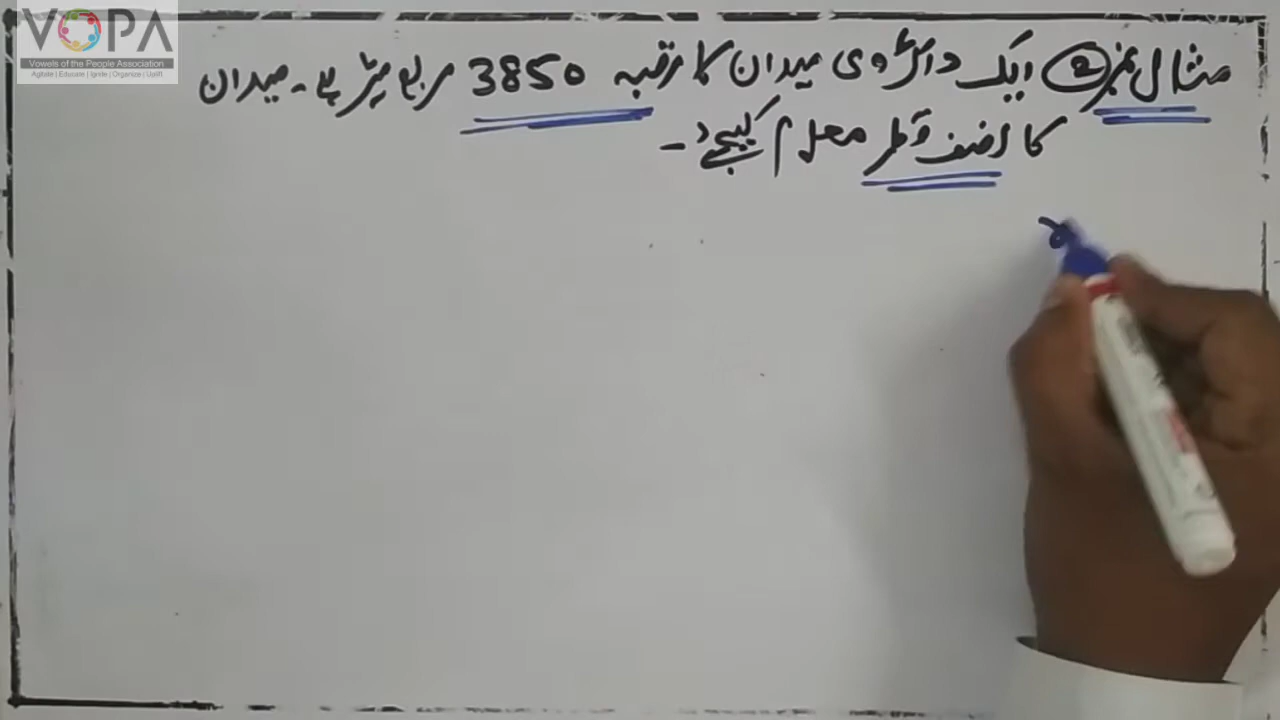 VOPA
Vowels of the People Association
Agitate | Educate | Ignite | Organize | Uplift
مثال نمبر ② ایک دائروی میدان کا رقبہ 3850 مربع میٹر ہے۔ میدان
کا نصف قطر معلوم کیجیے۔